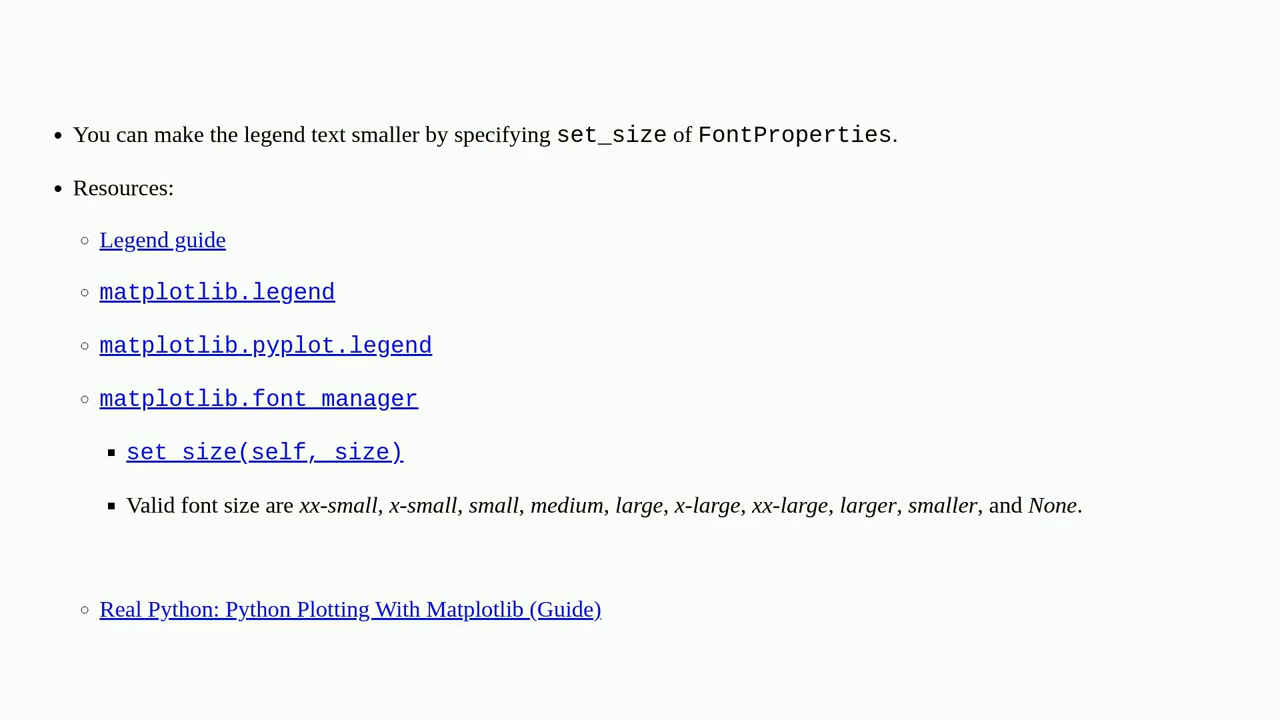 You can make the legend text smaller by specifying set_size of FontProperties.
Resources:
Legend guide
matplotlib.legend
matplotlib.pyplot.legend
matplotlib.font_manager
set_size(self, size)
Valid font size are xx-small, x-small, small, medium, large, x-large, xx-large, larger, smaller, and None.
Real Python: Python Plotting With Matplotlib (Guide)